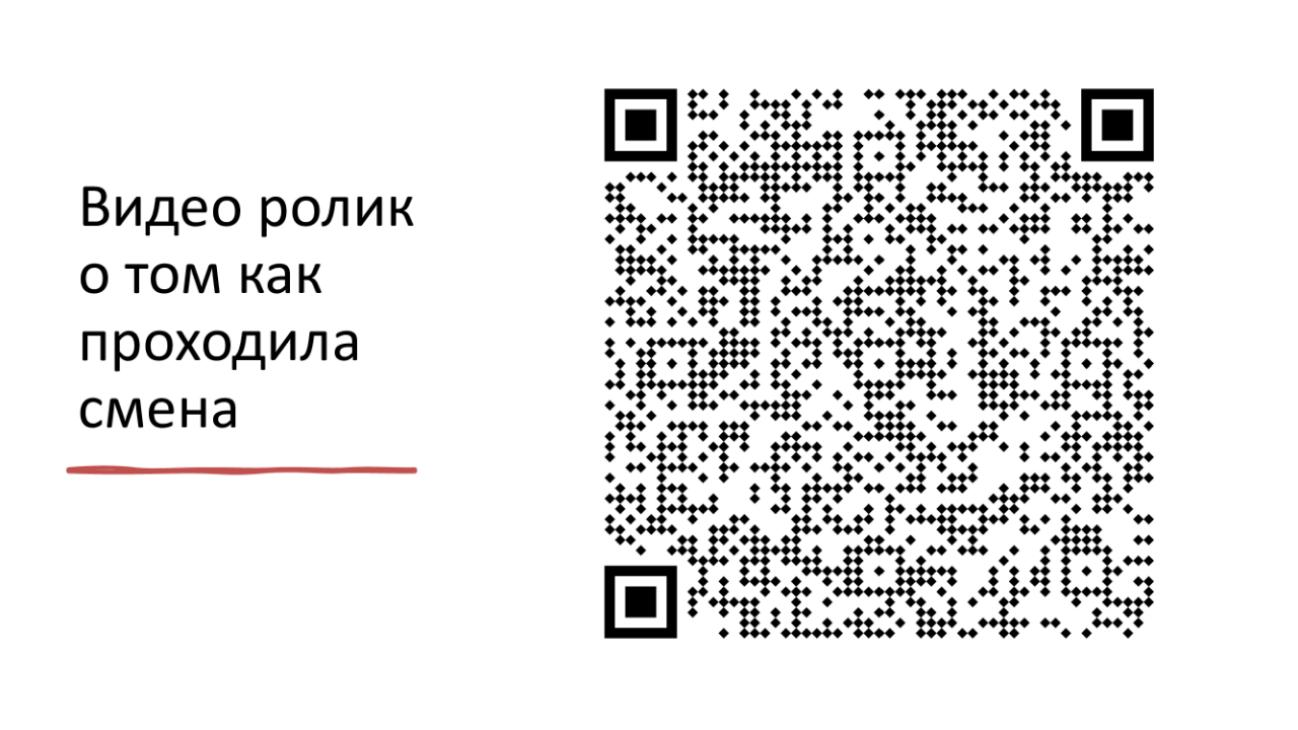 Видео ролик
о том как
проходила
смена